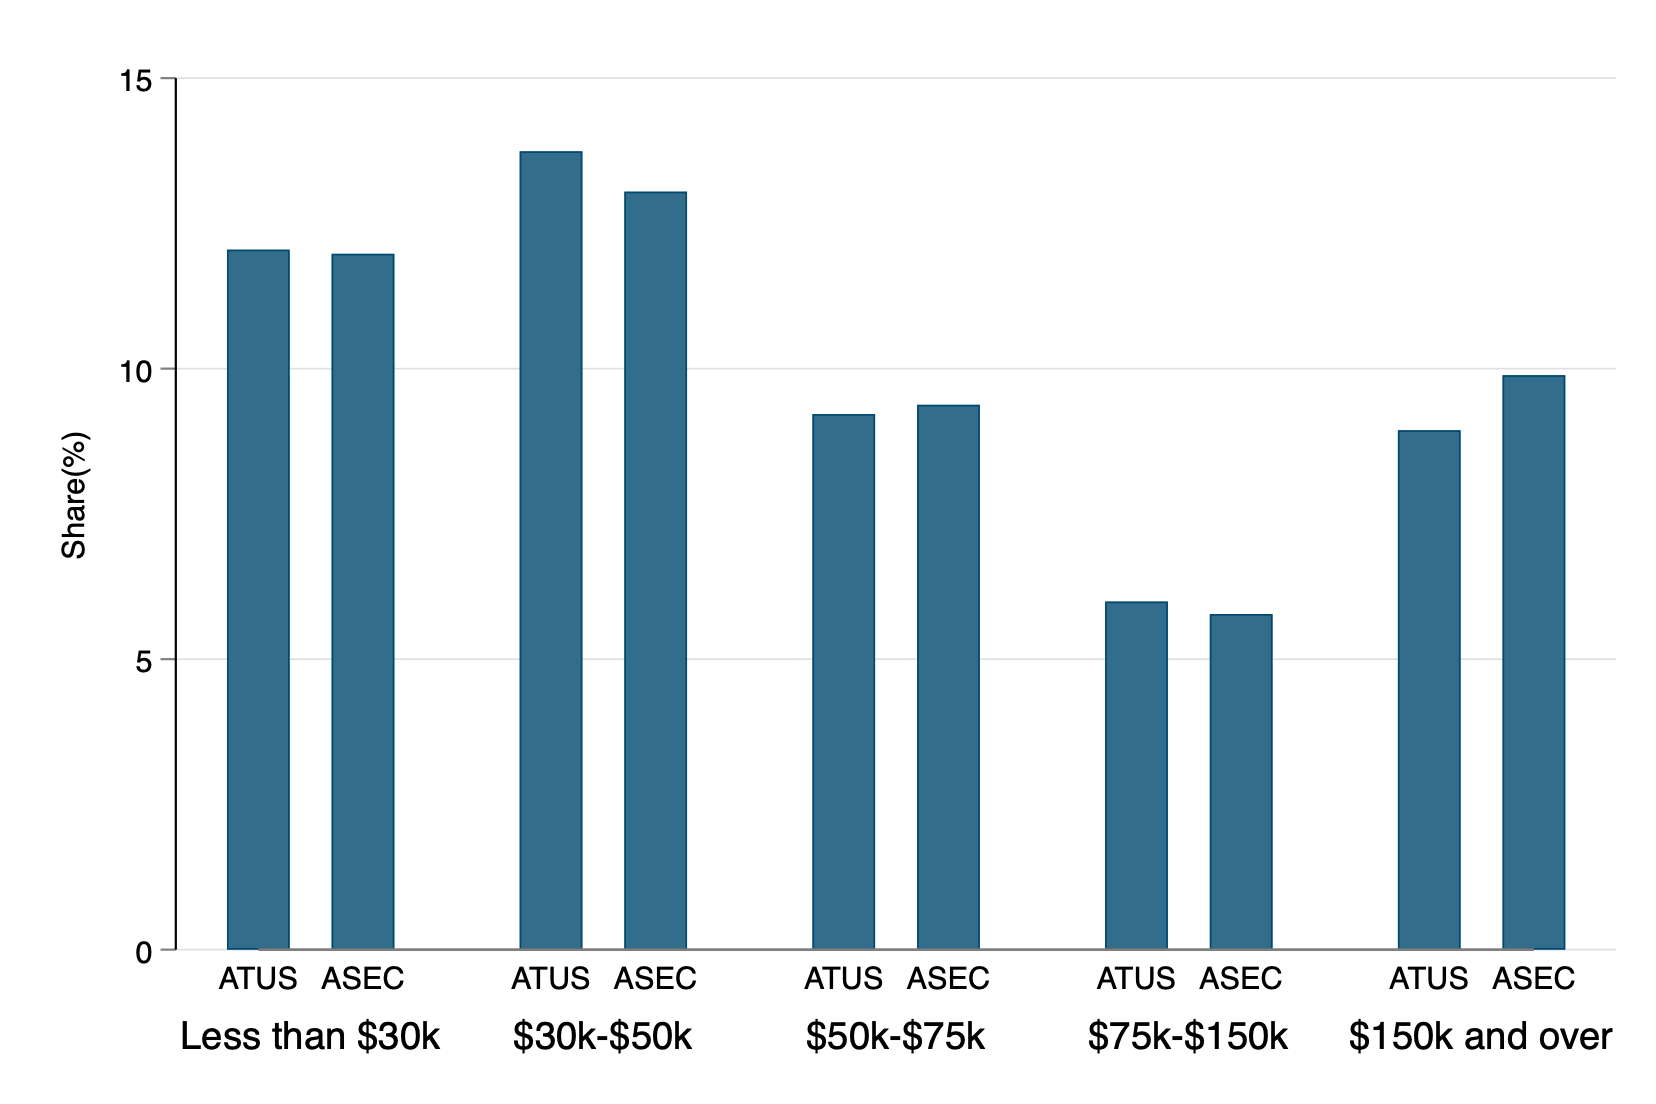 15
10
5
0
Share(%)
ATUS ASEC ATUS ASEC ATUS ASEC ATUS ASEC ATUS ASEC
Less than $30k $30k-$50k $50k-$75k $75k-$150k $150k and over